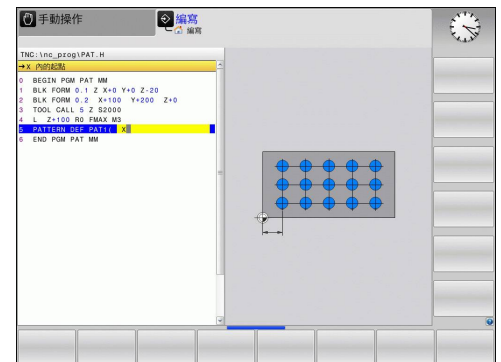 手動操作
編寫
編寫
TNC:\nc_prog\PAT.H
→X 內的起點
0 BEGIN PGM PAT MM
1 BLK FORM 0.1 Z X+0 Y+0 Z-20
2 BLK FORM 0.2 X+100 Y+200 Z+0
3 TOOL CALL 5 Z S2000
4 L Z+100 R0 FMAX M3
5 PATTERN DEF PAT1( X
6 END PGM PAT MM